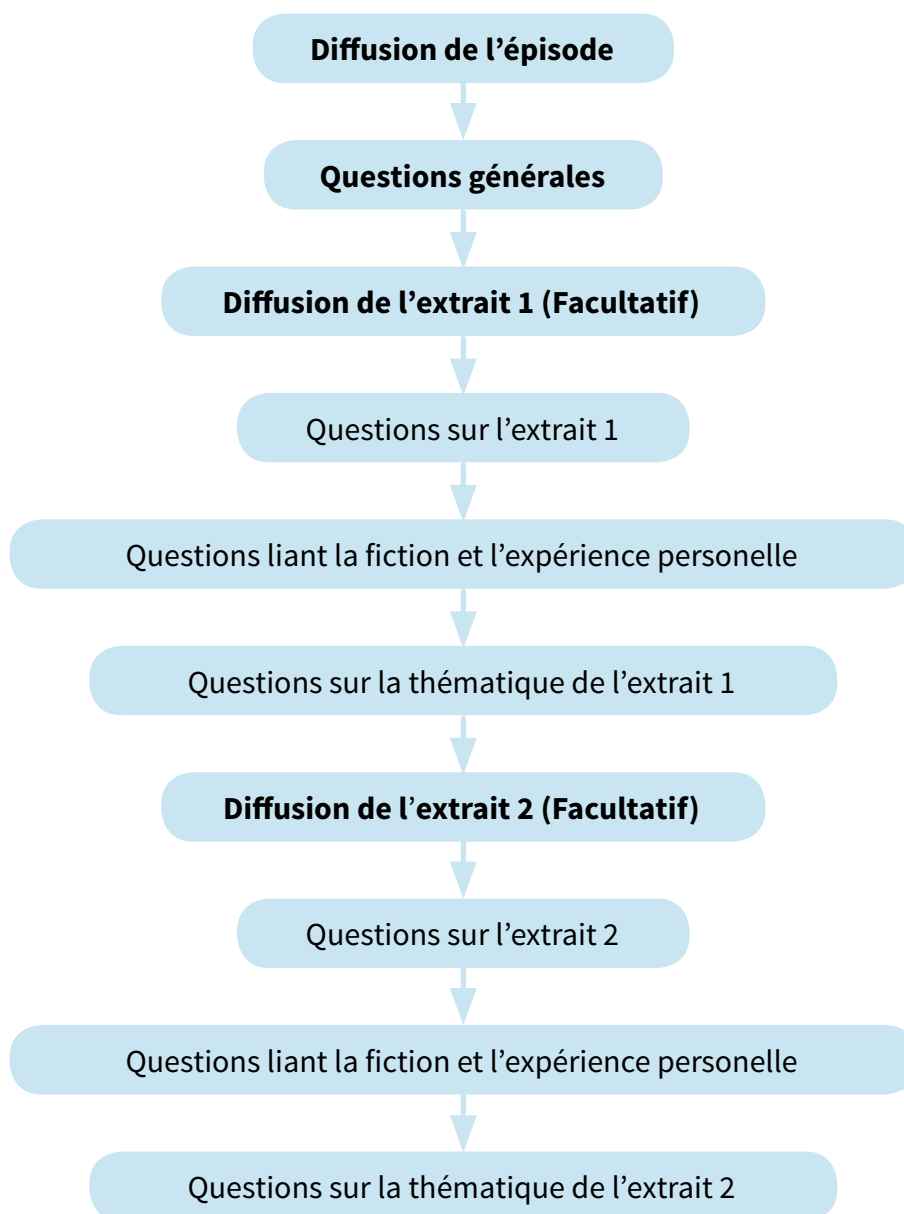 Diffusion de l’épisode
Questions générales
Diffusion de l’extrait 1 (Facultatif)
Questions sur l’extrait 1
Questions liant la fiction et l’expérience personelle
Questions sur la thématique de l’extrait 1
Diffusion de l’extrait 2 (Facultatif)
Questions sur l’extrait 2
Questions liant la fiction et l’expérience personelle
Questions sur la thématique de l’extrait 2